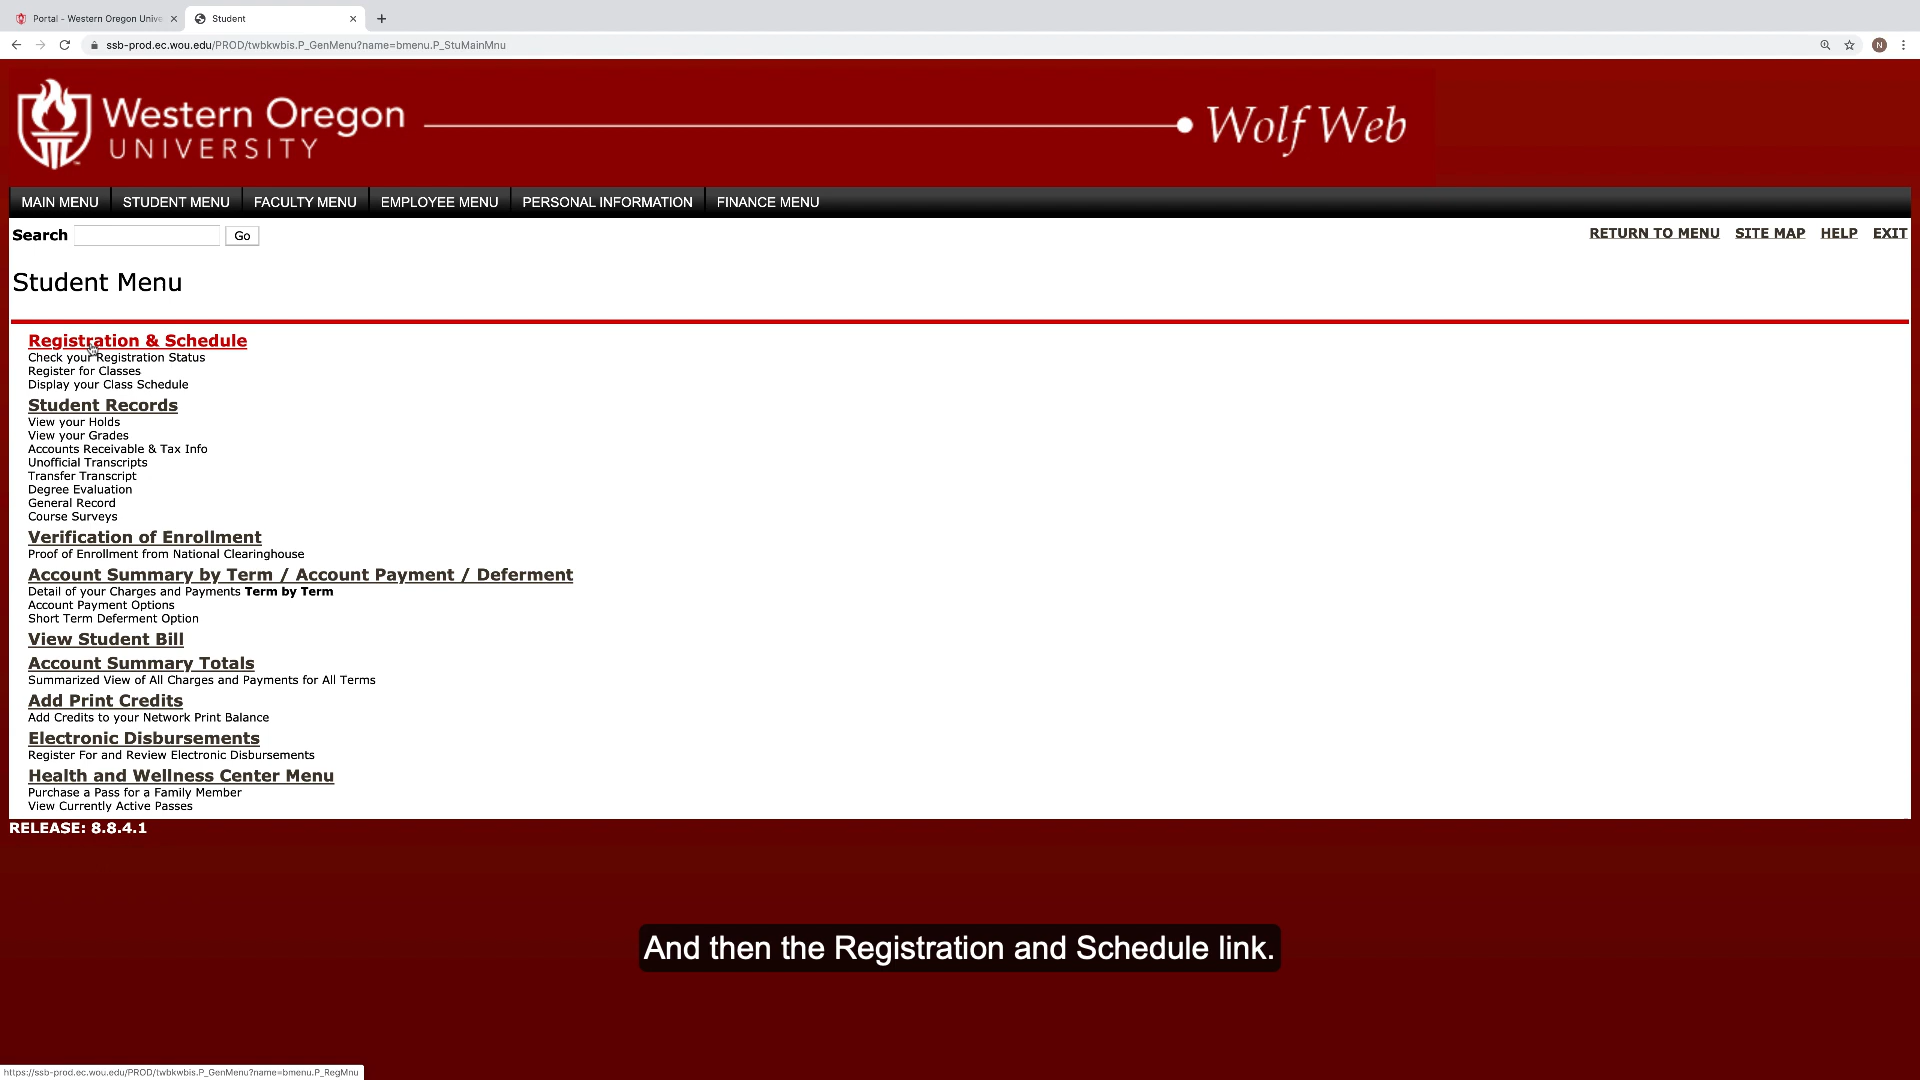 Portal - Western Oregon Unive
Student
ssb-prod.ec.wou.edu/PROD/twbkwbis.P_GenMenu?name=bmenu.P_StuMainMnu
N
Western Oregon
UNIVERSITY
Wolf Web
MAIN MENU STUDENT MENU FACULTY MENU EMPLOYEE MENU PERSONAL INFORMATION FINANCE MENU
Search Go
RETURN TO MENU SITE MAP HELP EXIT
Student Menu
Registration & Schedule
Check your Registration Status
Register for Classes
Display your Class Schedule
Student Records
View your Holds
View your Grades
Accounts Receivable & Tax Info
Unofficial Transcripts
Transfer Transcript
Degree Evaluation
General Record
Course Surveys
Verification of Enrollment
Proof of Enrollment from National Clearinghouse
Account Summary by Term / Account Payment / Deferment
Detail of your Charges and Payments Term by Term
Account Payment Options
Short Term Deferment Option
View Student Bill
Account Summary Totals
Summarized View of All Charges and Payments for All Terms
Add Print Credits
Add Credits to your Network Print Balance
Electronic Disbursements
Register For and Review Electronic Disbursements
Health and Wellness Center Menu
Purchase a Pass for a Family Member
View Currently Active Passes
RELEASE: 8.8.4.1
And then the Registration and Schedule link.
https://ssb-prod.ec.wou.edu/PROD/twbkwbis.P_GenMenu?name=bmenu.P_RegMnu